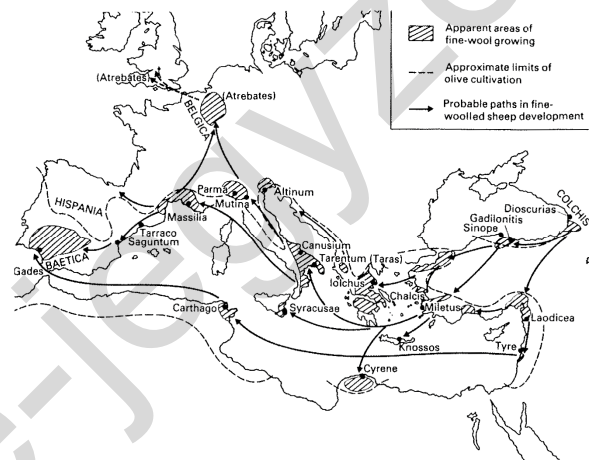 Apparent areas of
fine-wool growing
Approximate limits of
olive cultivation
Probable paths in fine-
woolled sheep development
(Atrebates)
(Atrebates)
BELGICA
HISPANIA
Parma
Mutina
Altinum
COLCHIS
Dioscurias
Gadilonitis
Sinope
Massilia
Tarraco
Saguntum
Canusium
Tarentum (Taras)
Iolchus
BAETICA
Gades
Chalcis
Miletus
Carthago
Syracusae
Laodicea
Knossos
Tyre
Cyrene
e-jegyze